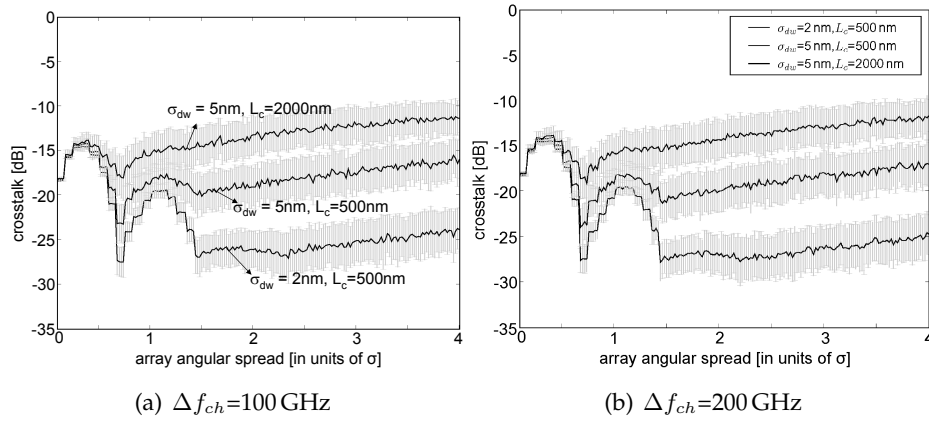 0
-5
-10
-15
-20
-25
-30
-35
crosstalk [dB]
σdw = 5nm, Lc=2000nm
σdw = 5nm, Lc=500nm
σdw = 2nm, Lc=500nm
0 1 2 3 4
array angular spread [in units of σ]
(a) Δfch=100 GHz
0
-5
-10
-15
-20
-25
-30
-35
crosstalk [dB]
σdw=2 nm,Lc=500 nm
σdw=5 nm,Lc=500 nm
σdw=5 nm,Lc=2000 nm
0 1 2 3 4
array angular spread [in units of σ]
(b) Δfch=200 GHz